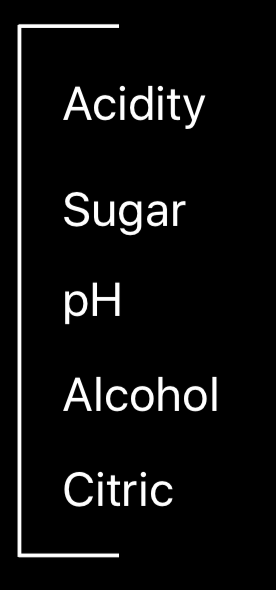 Acidity
Sugar
pH
Alcohol
Citric